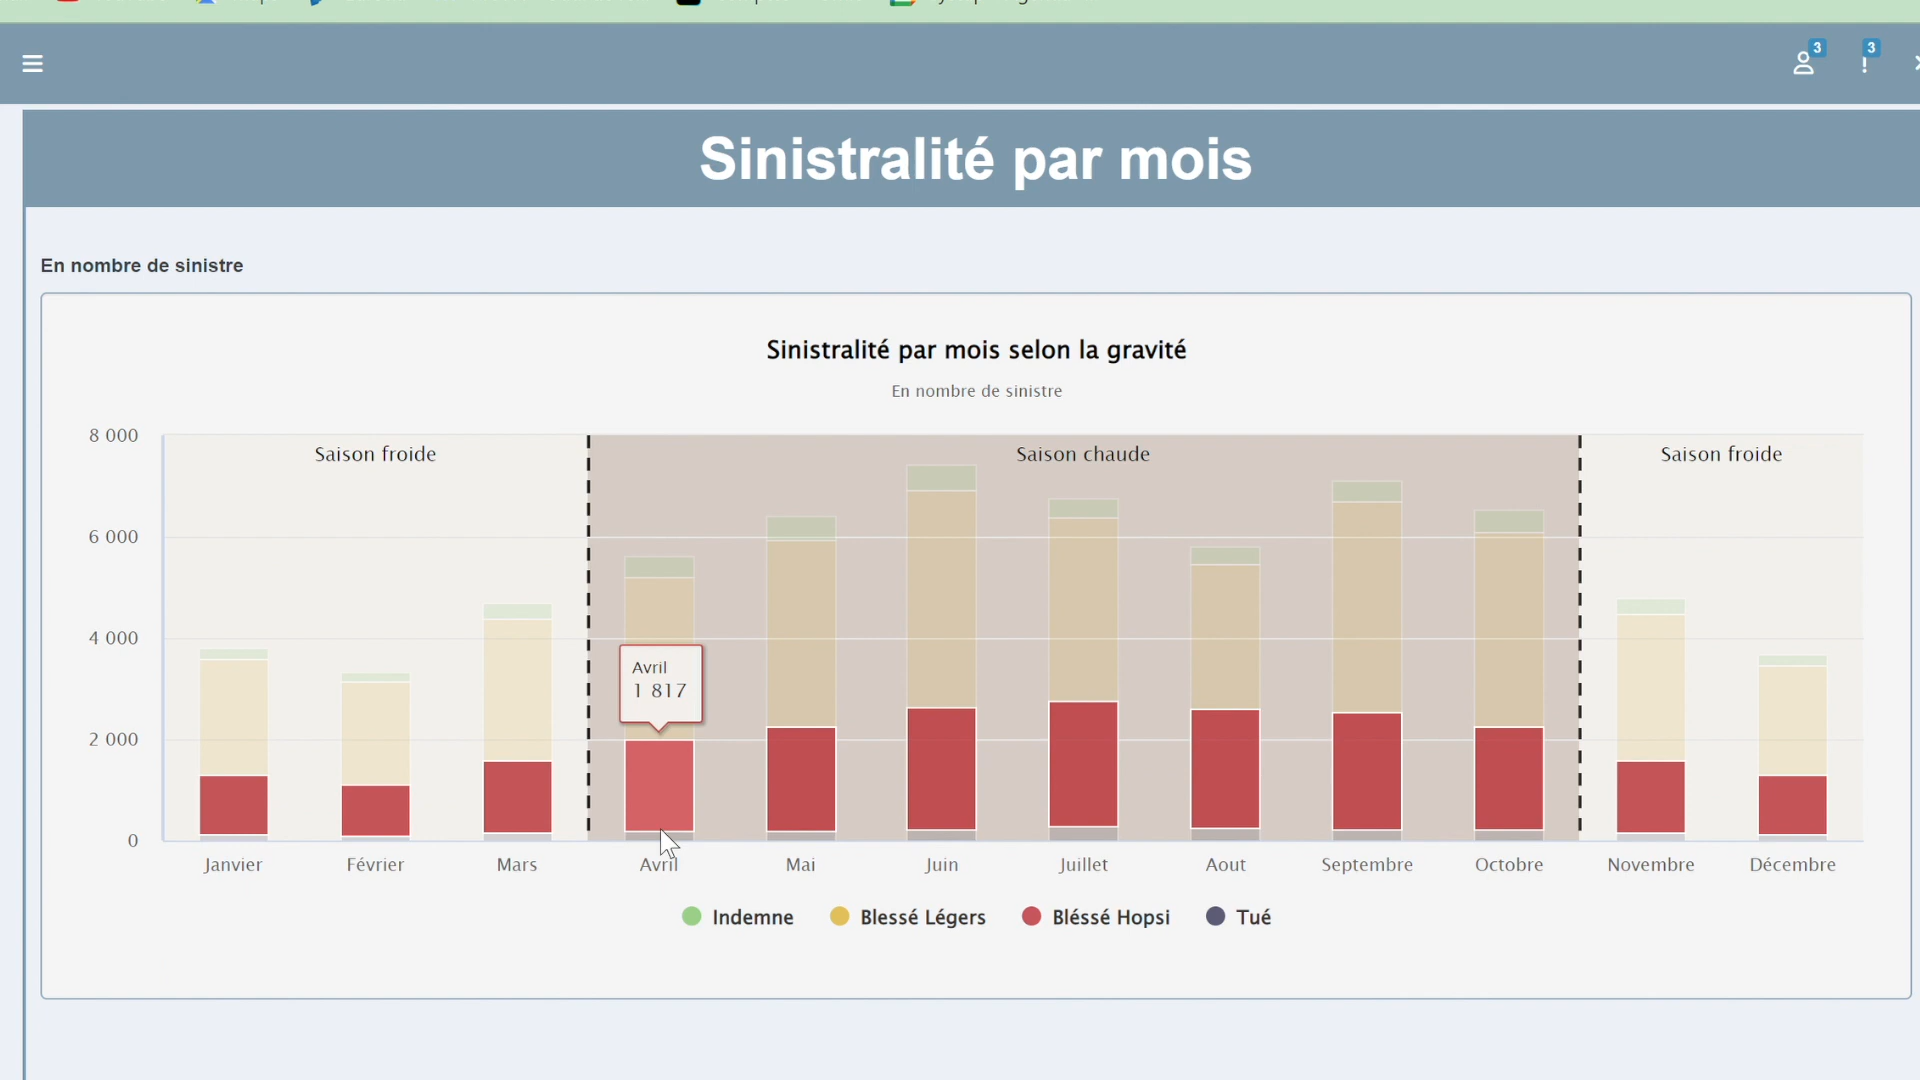 3
3
Sinistralité par mois
En nombre de sinistre
Sinistralité par mois selon la gravité
En nombre de sinistre
8 000
Saison froide
Saison chaude
Saison froide
6 000
4 000
Avril
1 817
2 000
0
Janvier
Février
Mars
Avril
Mai
Juin
Juillet
Aout
Septembre
Octobre
Novembre
Décembre
Indemne
Blessé Légers
Bléssé Hopsi
Tué